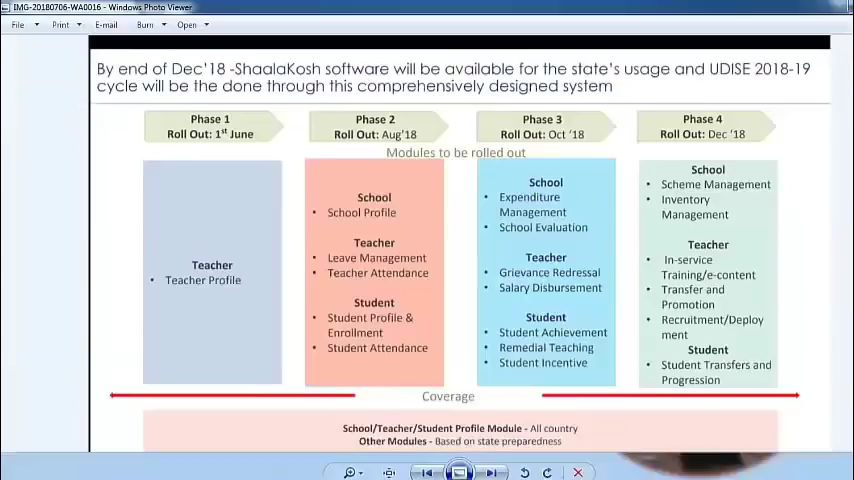 IMG-20180706-WA0016 - Windows Photo Viewer
File Print E-mail Burn Open
By end of Dec'18 -ShaalaKosh software will be available for the state's usage and UDISE 2018-19
cycle will be the done through this comprehensively designed system
Phase 1
Roll Out: 1st June
Phase 2
Roll Out: Aug'18
Phase 3
Roll Out: Oct '18
Phase 4
Roll Out: Dec '18
Modules to be rolled out
Teacher
• Teacher Profile
School
• School Profile
Teacher
• Leave Management
• Teacher Attendance
Student
• Student Profile &
Enrollment
• Student Attendance
School
• Expenditure
Management
• School Evaluation
Teacher
• Grievance Redressal
• Salary Disbursement
Student
• Student Achievement
• Remedial Teaching
• Student Incentive
School
• Scheme Management
• Inventory
Management
Teacher
• In-service
Training/e-content
• Transfer and
Promotion
• Recruitment/Deploy
ment
Student
• Student Transfers and
Progression
Coverage
School/Teacher/Student Profile Module - All country
Other Modules - Based on state preparedness